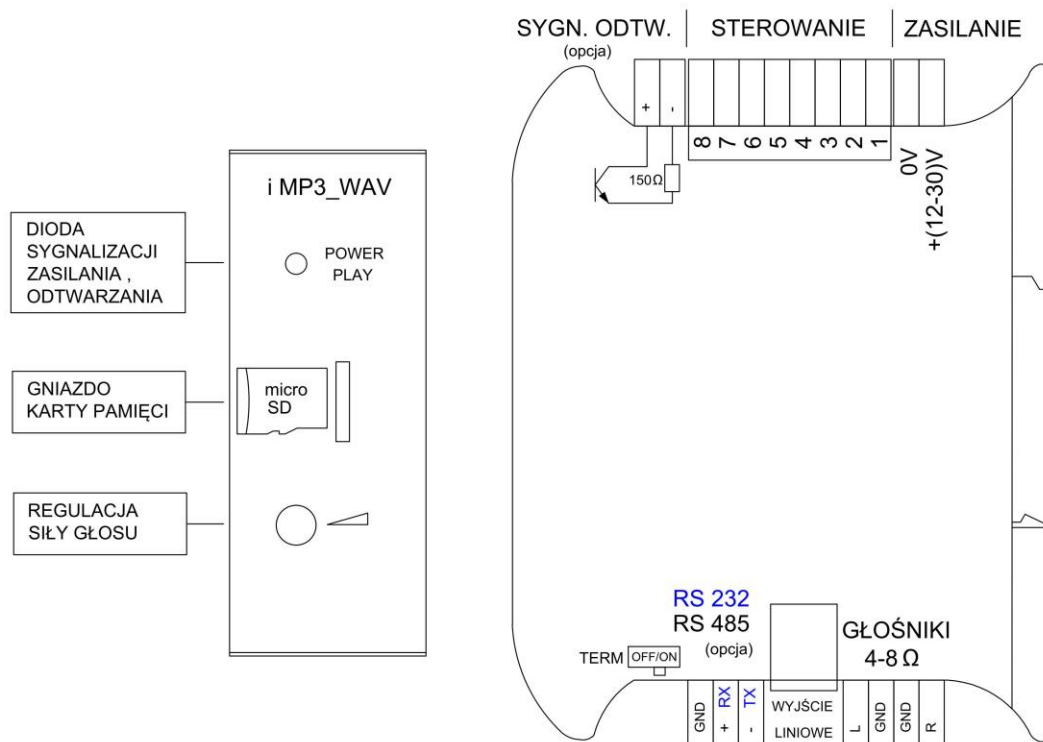 i MP3_WAV
DIODA
SYGNALIZACJI
ZASILANIA ,
ODTWARZANIA
POWER
PLAY
GNIAZDO
KARTY PAMIĘCI
micro
SD
REGULACJA
SIŁY GŁOSU
SYGN. ODTW.
(opcja)
STEROWANIE
ZASILANIE
+
-
8
7
6
5
4
3
2
1
0V
+(12-30)V
150Ω
RS 232
RS 485
(opcja)
TERM
OFF/ON
GŁOŚNIKI
4-8 Ω
GND
+ RX
- TX
WYJŚCIE
LINIOWE
L
GND
GND
R